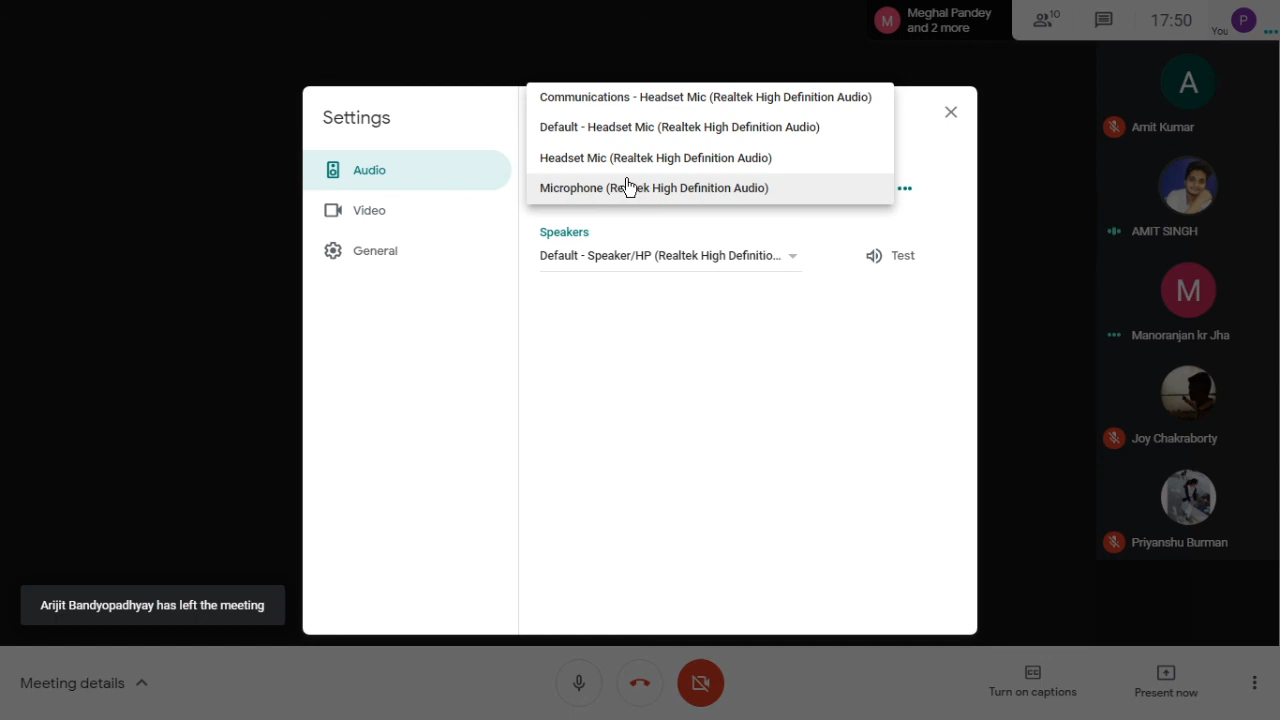 M
Meghal Pandey
and 2 more
10
17:50
You
P
Settings
Audio
Video
General
Communications - Headset Mic (Realtek High Definition Audio)
Default - Headset Mic (Realtek High Definition Audio)
Headset Mic (Realtek High Definition Audio)
Microphone (Realtek High Definition Audio)
Speakers
Default - Speaker/HP (Realtek High Definitio...
Test
A
Amit Kumar
AMIT SINGH
M
Manoranjan kr Jha
Joy Chakraborty
Priyanshu Burman
Arijit Bandyopadhyay has left the meeting
Meeting details
CC
Turn on captions
Present now